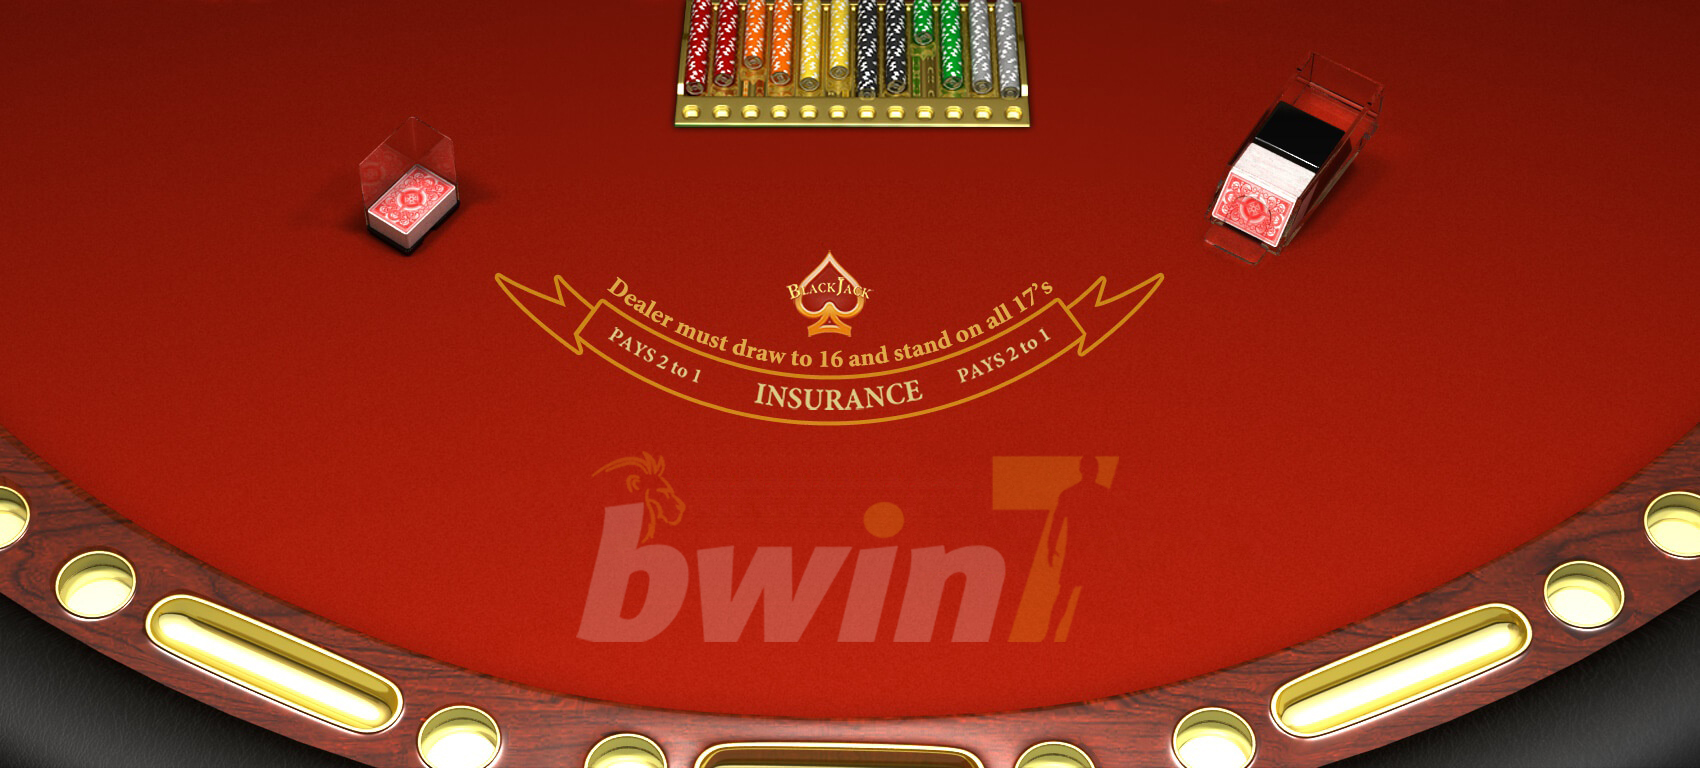 BLACKJACK
Dealer must draw to 16 and stand on all 17's
PAYS 2 to 1 INSURANCE PAYS 2 to 1
bwin7